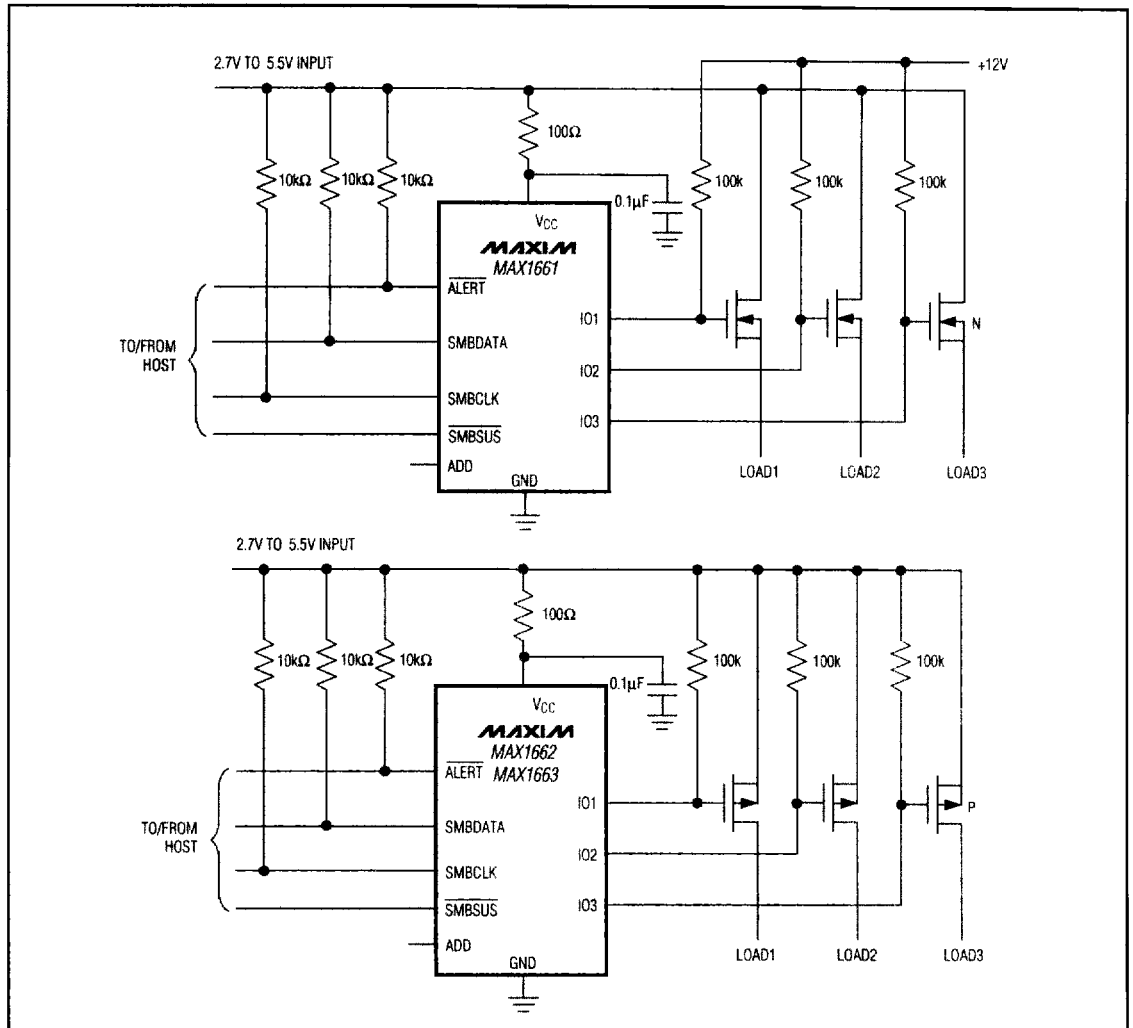 2.7V TO 5.5V INPUT
+12V
100Ω
10kΩ
10kΩ
10kΩ
100k
100k
100k
0.1µF
VCC
MAXIM
MAX1661
ALERT
SMBDATA
SMBCLK
SMBSUS
ADD
GND
IO1
IO2
IO3
TO/FROM
HOST
N
LOAD1
LOAD2
LOAD3
2.7V TO 5.5V INPUT
100Ω
10kΩ
10kΩ
10kΩ
100k
100k
100k
0.1µF
VCC
MAXIM
MAX1662
MAX1663
ALERT
SMBDATA
SMBCLK
SMBSUS
ADD
GND
IO1
IO2
IO3
TO/FROM
HOST
P
LOAD1
LOAD2
LOAD3